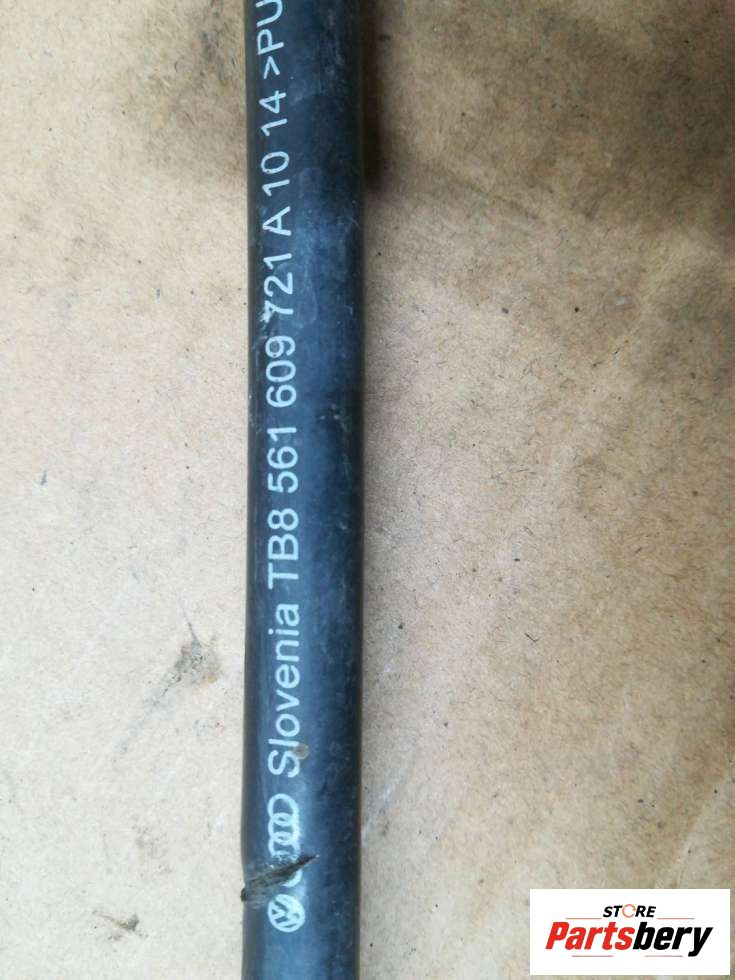 Slovenia TB8 561 609 721 A 10 14 >PU
STORE
Partsbery